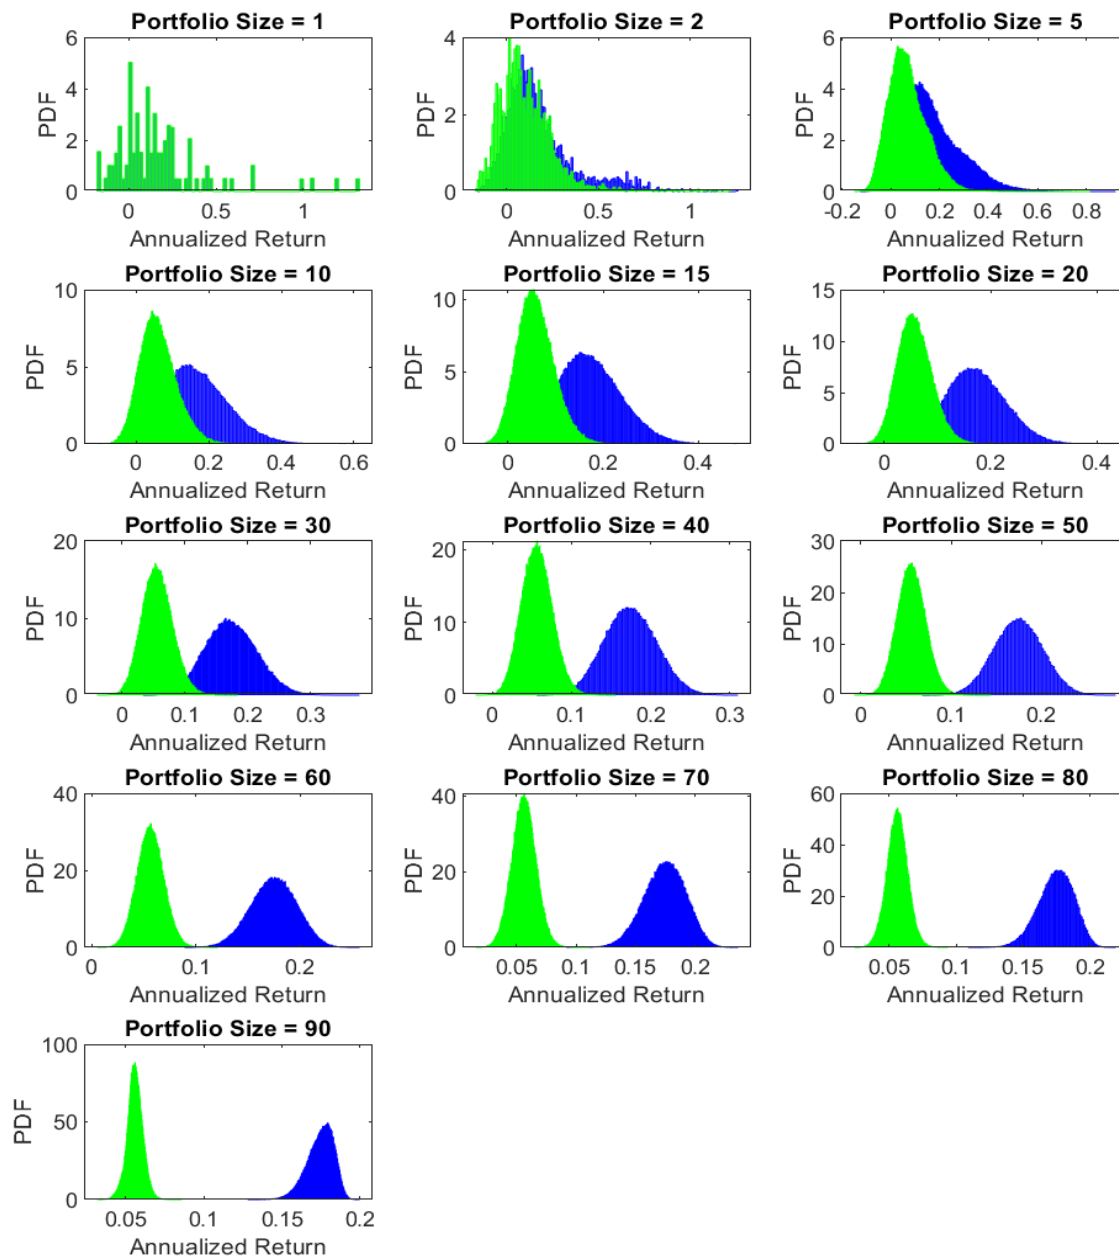 Portfolio Size = 1
6
4
2
0
PDF
0 0.5 1
Annualized Return
Portfolio Size = 2
4
2
0
PDF
0 0.5 1
Annualized Return
Portfolio Size = 5
6
4
2
0
PDF
-0.2 0 0.2 0.4 0.6 0.8
Annualized Return
Portfolio Size = 10
10
5
0
PDF
0 0.2 0.4 0.6
Annualized Return
Portfolio Size = 15
10
5
0
PDF
0 0.2 0.4
Annualized Return
Portfolio Size = 20
15
10
5
0
PDF
0 0.2 0.4
Annualized Return
Portfolio Size = 30
20
10
0
PDF
0 0.1 0.2 0.3
Annualized Return
Portfolio Size = 40
20
10
0
PDF
0 0.1 0.2 0.3
Annualized Return
Portfolio Size = 50
30
20
10
0
PDF
0 0.1 0.2
Annualized Return
Portfolio Size = 60
40
20
0
PDF
0 0.1 0.2
Annualized Return
Portfolio Size = 70
40
20
0
PDF
0.05 0.1 0.15 0.2
Annualized Return
Portfolio Size = 80
60
40
20
0
PDF
0.05 0.1 0.15 0.2
Annualized Return
Portfolio Size = 90
100
50
0
PDF
0.05 0.1 0.15 0.2
Annualized Return